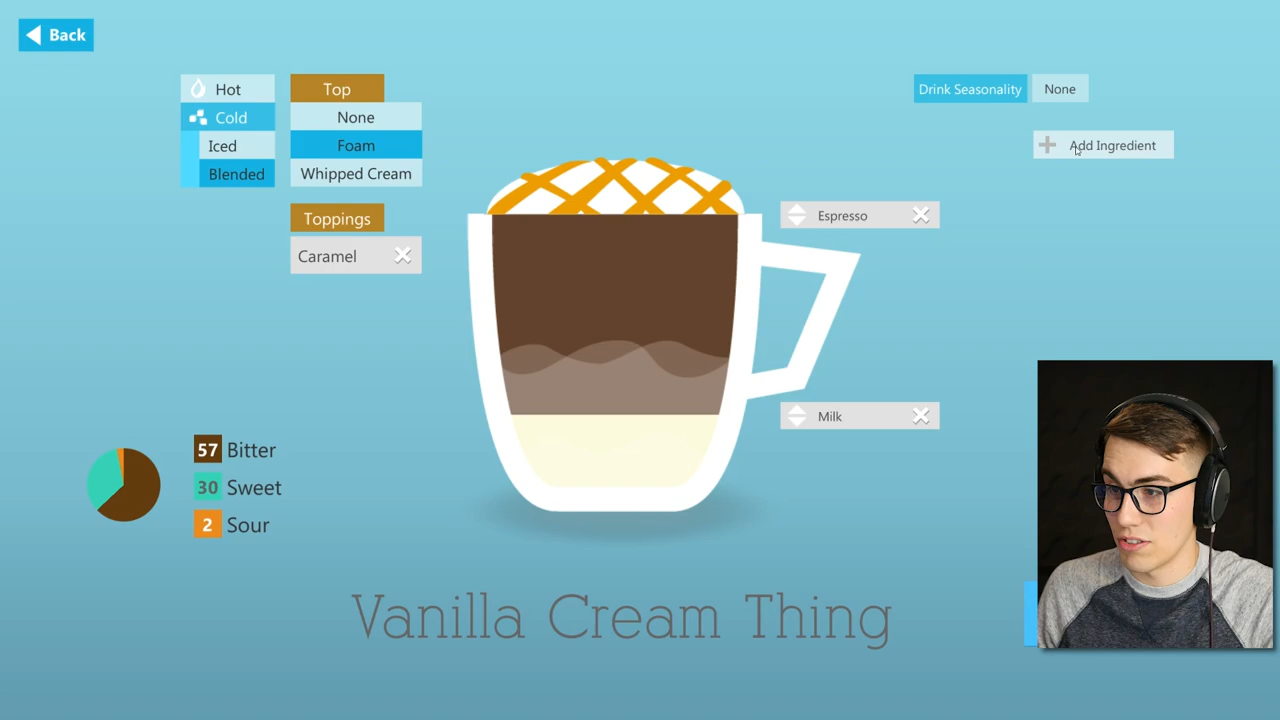 Back
Hot
Cold
Iced
Blended
Top
None
Foam
Whipped Cream
Toppings
Caramel
Drink Seasonality
None
Add Ingredient
Espresso
Milk
57 Bitter
30 Sweet
2 Sour
Vanilla Cream Thing